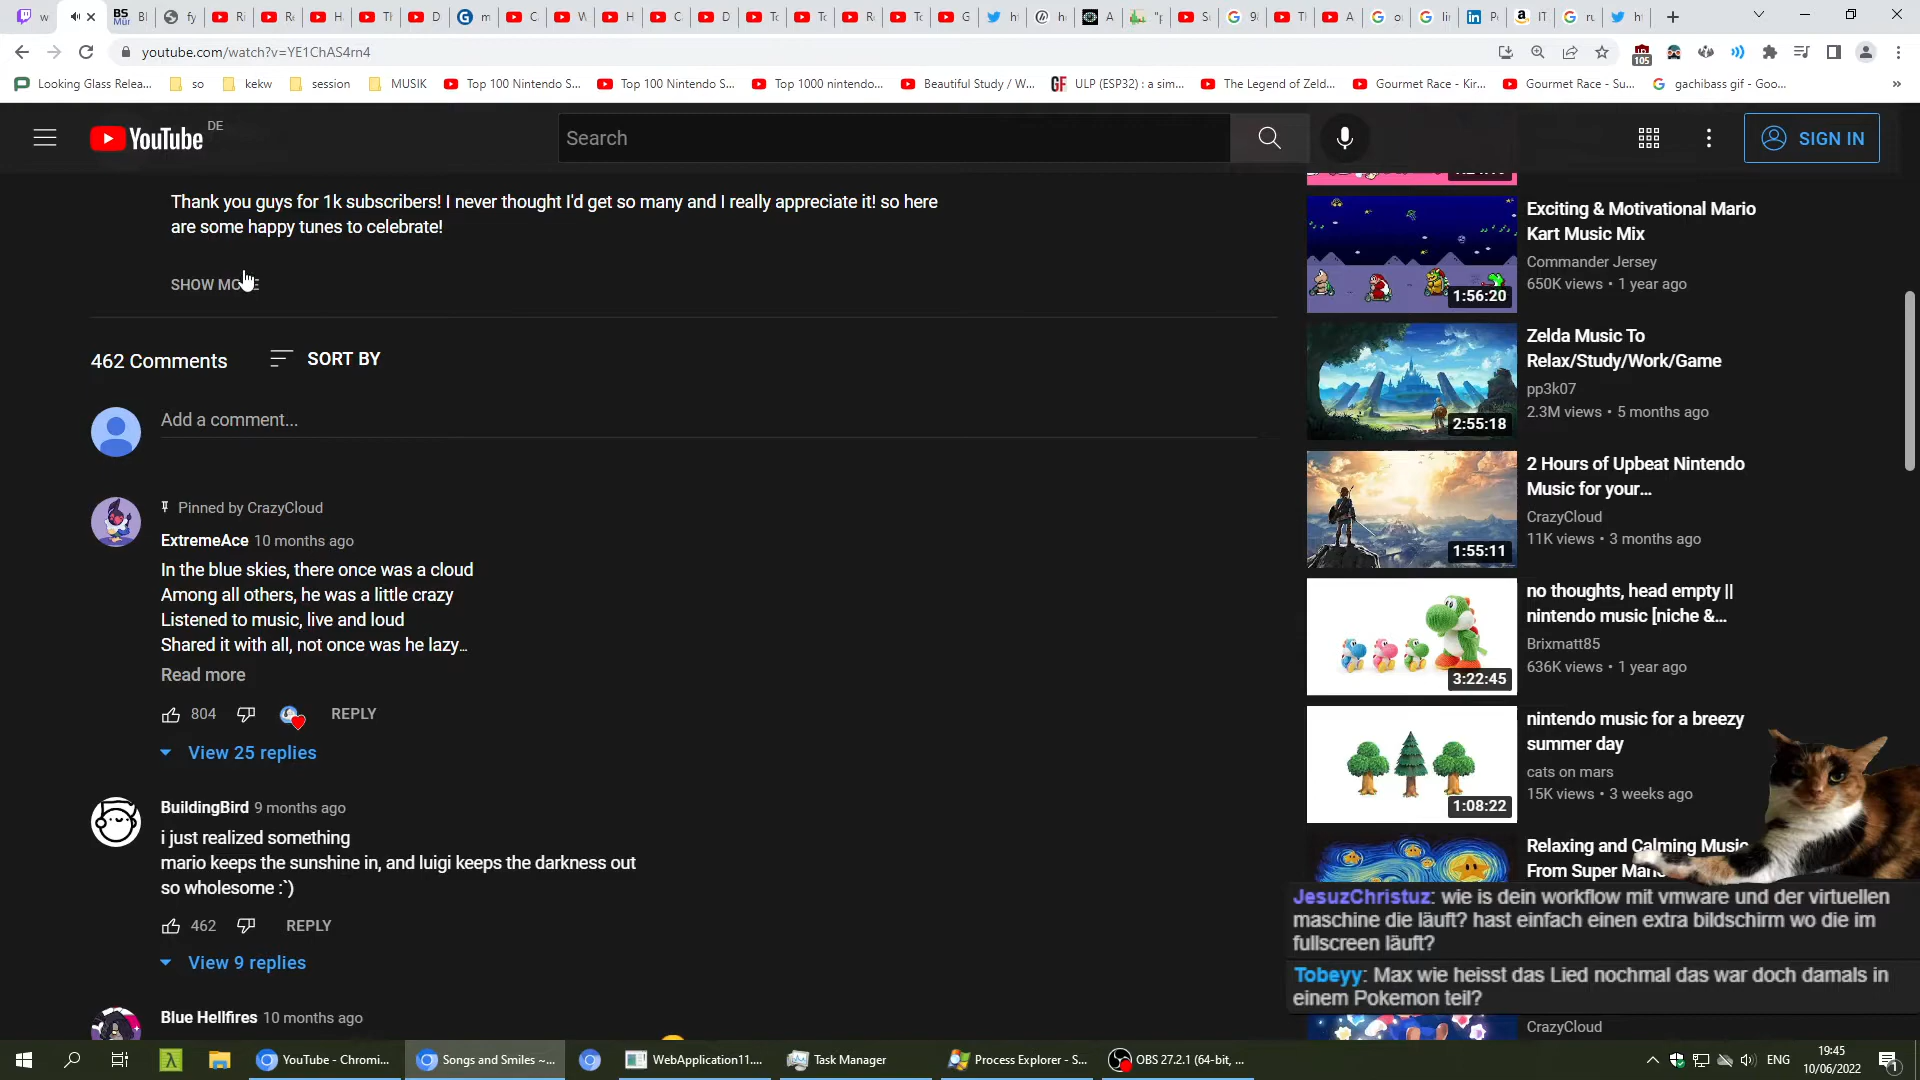 youtube.com/watch?v=YE1ChAS4rn4
105
Looking Glass Relea...
so
kekw
session
MUSIK
Top 100 Nintendo S...
Top 100 Nintendo S...
Top 1000 nintendo...
Beautiful Study / W...
ULP (ESP32) : a sim...
The Legend of Zeld...
Gourmet Race - Kir...
Gourmet Race - Su...
gachibass gif - Goo...
YouTube DE
Search
SIGN IN
Thank you guys for 1k subscribers! I never thought I'd get so many and I really appreciate it! so here
are some happy tunes to celebrate!
SHOW MORE
462 Comments
SORT BY
Add a comment...
Pinned by CrazyCloud
ExtremeAce 10 months ago
In the blue skies, there once was a cloud
Among all others, he was a little crazy
Listened to music, live and loud
Shared it with all, not once was he lazy...
Read more
804
REPLY
View 25 replies
BuildingBird 9 months ago
i just realized something
mario keeps the sunshine in, and luigi keeps the darkness out
so wholesome :`)
462
REPLY
View 9 replies
Blue Hellfires 10 months ago
Exciting & Motivational Mario
Kart Music Mix
Commander Jersey
650K views • 1 year ago
1:56:20
Zelda Music To
Relax/Study/Work/Game
pp3k07
2.3M views • 5 months ago
2:55:18
2 Hours of Upbeat Nintendo
Music for your...
CrazyCloud
11K views • 3 months ago
1:55:11
no thoughts, head empty ||
nintendo music [niche &...
Brixmatt85
636K views • 1 year ago
3:22:45
nintendo music for a breezy
summer day
cats on mars
15K views • 3 weeks ago
1:08:22
Relaxing and Calming Music
From Super Mario
JesuzChristuz: wie is dein workflow mit vmware und der virtuellen
maschine die läuft? hast einfach einen extra bildschirm wo die im
fullscreen läuft?
Tobeyy: Max wie heisst das Lied nochmal das war doch damals in
einem Pokemon teil?
CrazyCloud
YouTube - Chromi...
Songs and Smiles ~...
WebApplication11....
Task Manager
Process Explorer - S...
OBS 27.2.1 (64-bit, ...
ENG
19:45
10/06/2022
1